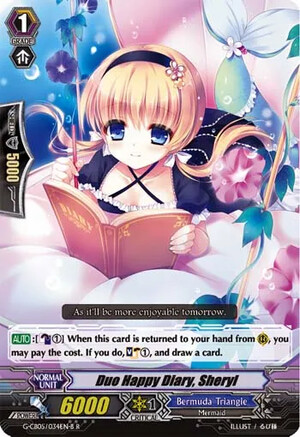 1
GRADE
5000
DIARY
As it'll be more enjoyable tomorrow.
AUTO :[ 1 ] When this card is returned to your hand from , you
may pay the cost. If you do, 1 , and draw a card.
NORMAL
UNIT
Duo Happy Diary, Sheryl
POWER
6000
1
CRITICAL
Bermuda Triangle
Mermaid
G-CB05/034EN-B R
ILLUST / 6U